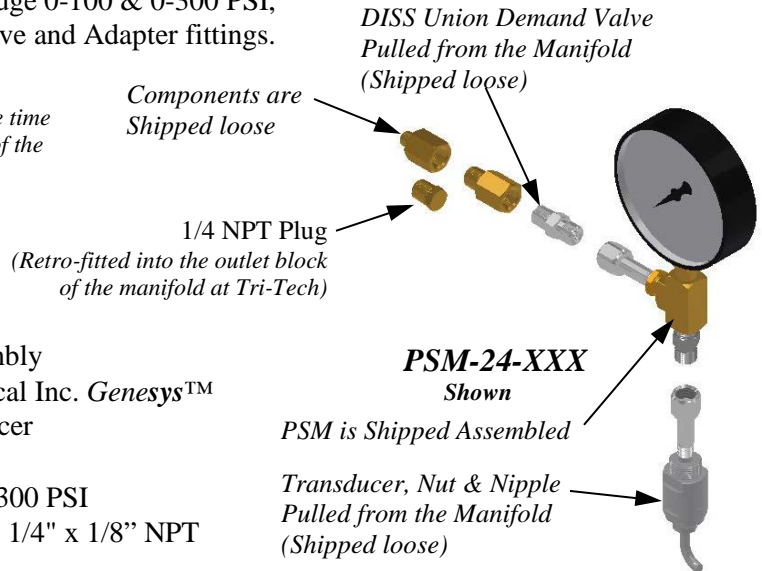 0-100 & 0-300 PSI,
and Adapter fittings.
time
of the
DISS Union Demand Valve
Pulled from the Manifold
(Shipped loose)
Components are
Shipped loose
1/4 NPT Plug
(Retro-fitted into the outlet block
of the manifold at Tri-Tech)
Inc. Genesys™
300 PSI
1/4" x 1/8” NPT
PSM-24-XXX
Shown
PSM is Shipped Assembled
Transducer, Nut & Nipple
Pulled from the Manifold
(Shipped loose)